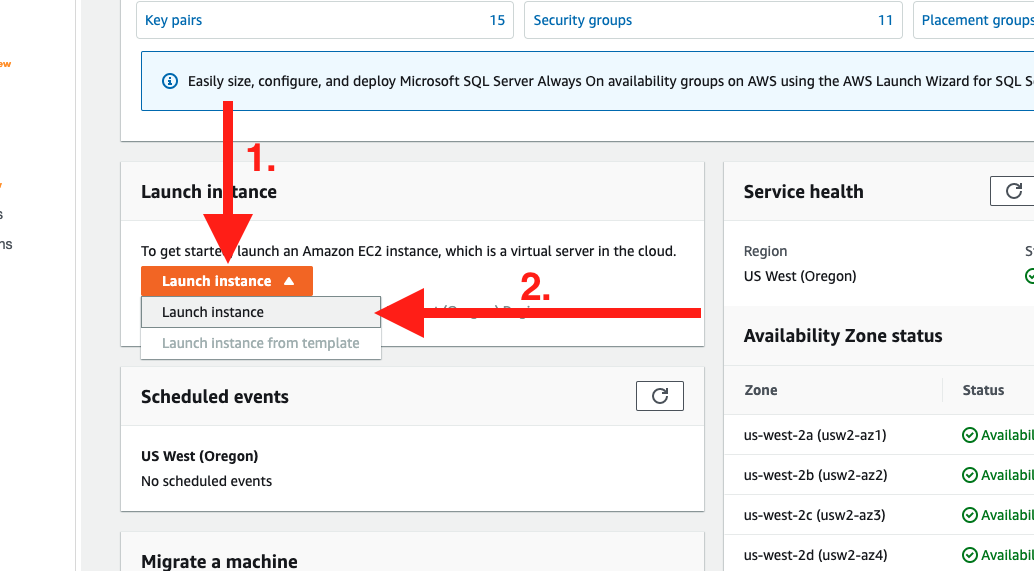 Key pairs 15 Security groups 11 Placement groups
ew
Easily size, configure, and deploy Microsoft SQL Server Always On availability groups on AWS using the AWS Launch Wizard for SQL
1.
Launch instance
Service health
To get started launch an Amazon EC2 instance, which is a virtual server in the cloud.
Region
US West (Oregon)
Launch instance
2.
Launch instance
Launch instance from template
Availability Zone status
Zone Status
Scheduled events
US West (Oregon)
No scheduled events
us-west-2a (usw2-az1) Availabl
us-west-2b (usw2-az2) Availabl
us-west-2c (usw2-az3) Availabl
us-west-2d (usw2-az4) Availabl
Migrate a machine